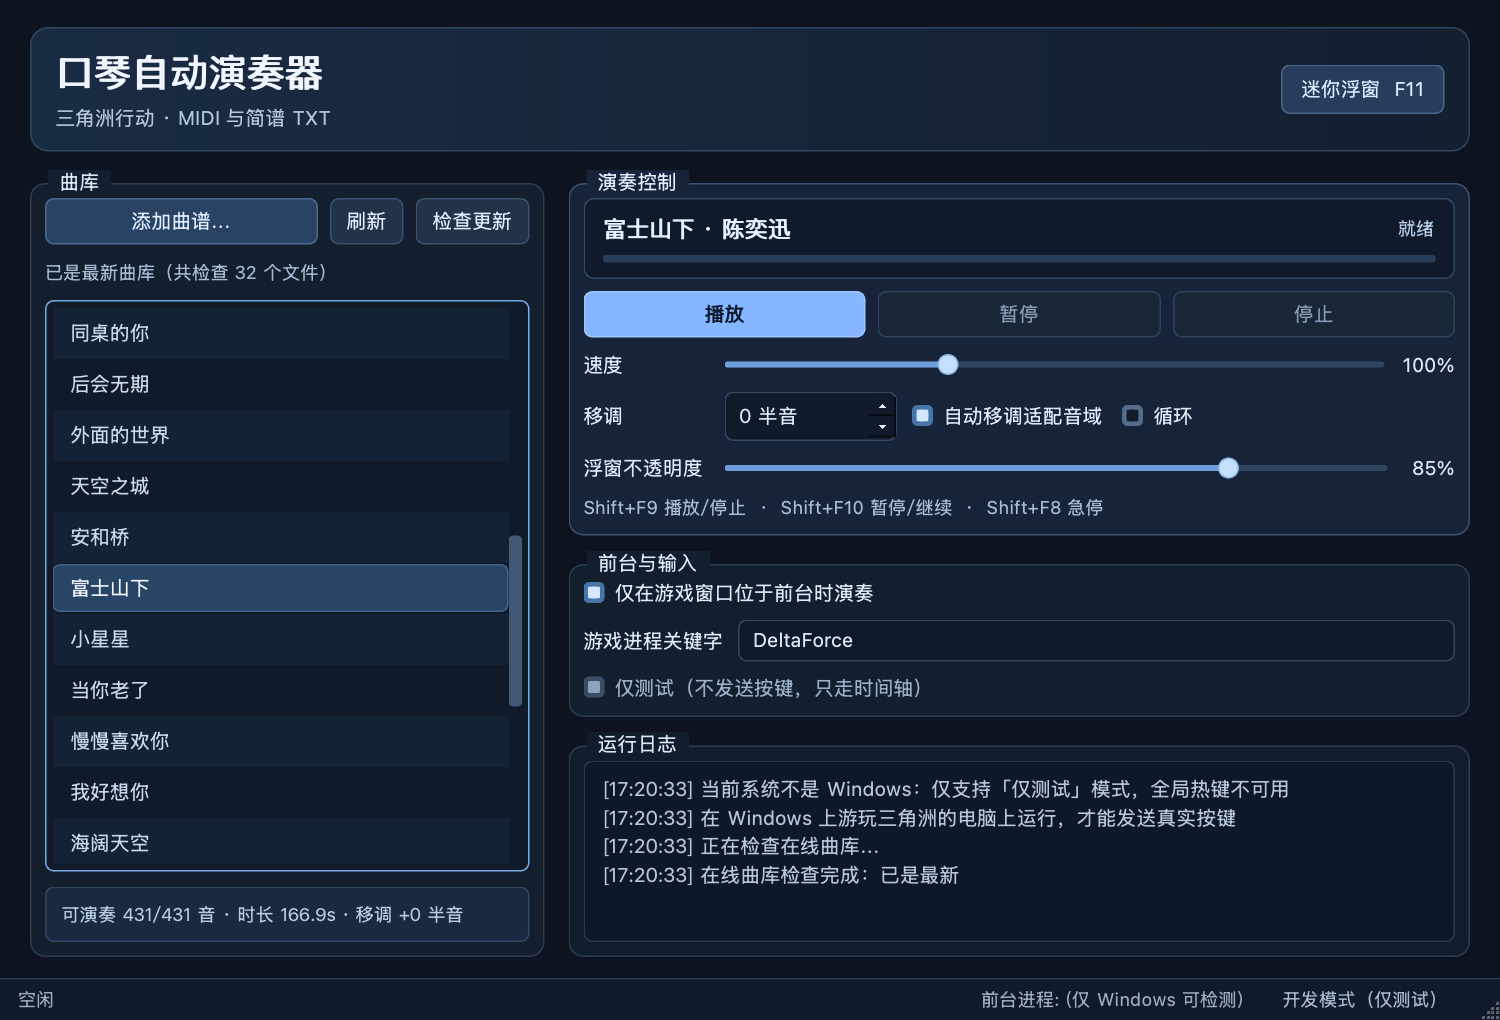 口琴自动演奏器
三角洲行动 · MIDI 与简谱 TXT
迷你浮窗 F11
曲库
添加曲谱...
刷新
检查更新
已是最新曲库（共检查 32 个文件）
同桌的你
后会无期
外面的世界
天空之城
安和桥
富士山下
小星星
当你老了
慢慢喜欢你
我好想你
海阔天空
可演奏 431/431 音 · 时长 166.9s · 移调 +0 半音
演奏控制
富士山下 · 陈奕迅
就绪
播放
暂停
停止
速度
100%
移调
0 半音
自动移调适配音域
循环
浮窗不透明度
85%
Shift+F9 播放/停止 · Shift+F10 暂停/继续 · Shift+F8 急停
前台与输入
仅在游戏窗口位于前台时演奏
游戏进程关键字
DeltaForce
仅测试（不发送按键，只走时间轴）
运行日志
[17:20:33] 当前系统不是 Windows：仅支持「仅测试」模式，全局热键不可用
[17:20:33] 在 Windows 上游玩三角洲的电脑上运行，才能发送真实按键
[17:20:33] 正在检查在线曲库...
[17:20:33] 在线曲库检查完成：已是最新
空闲
前台进程: (仅 Windows 可检测)
开发模式（仅测试）